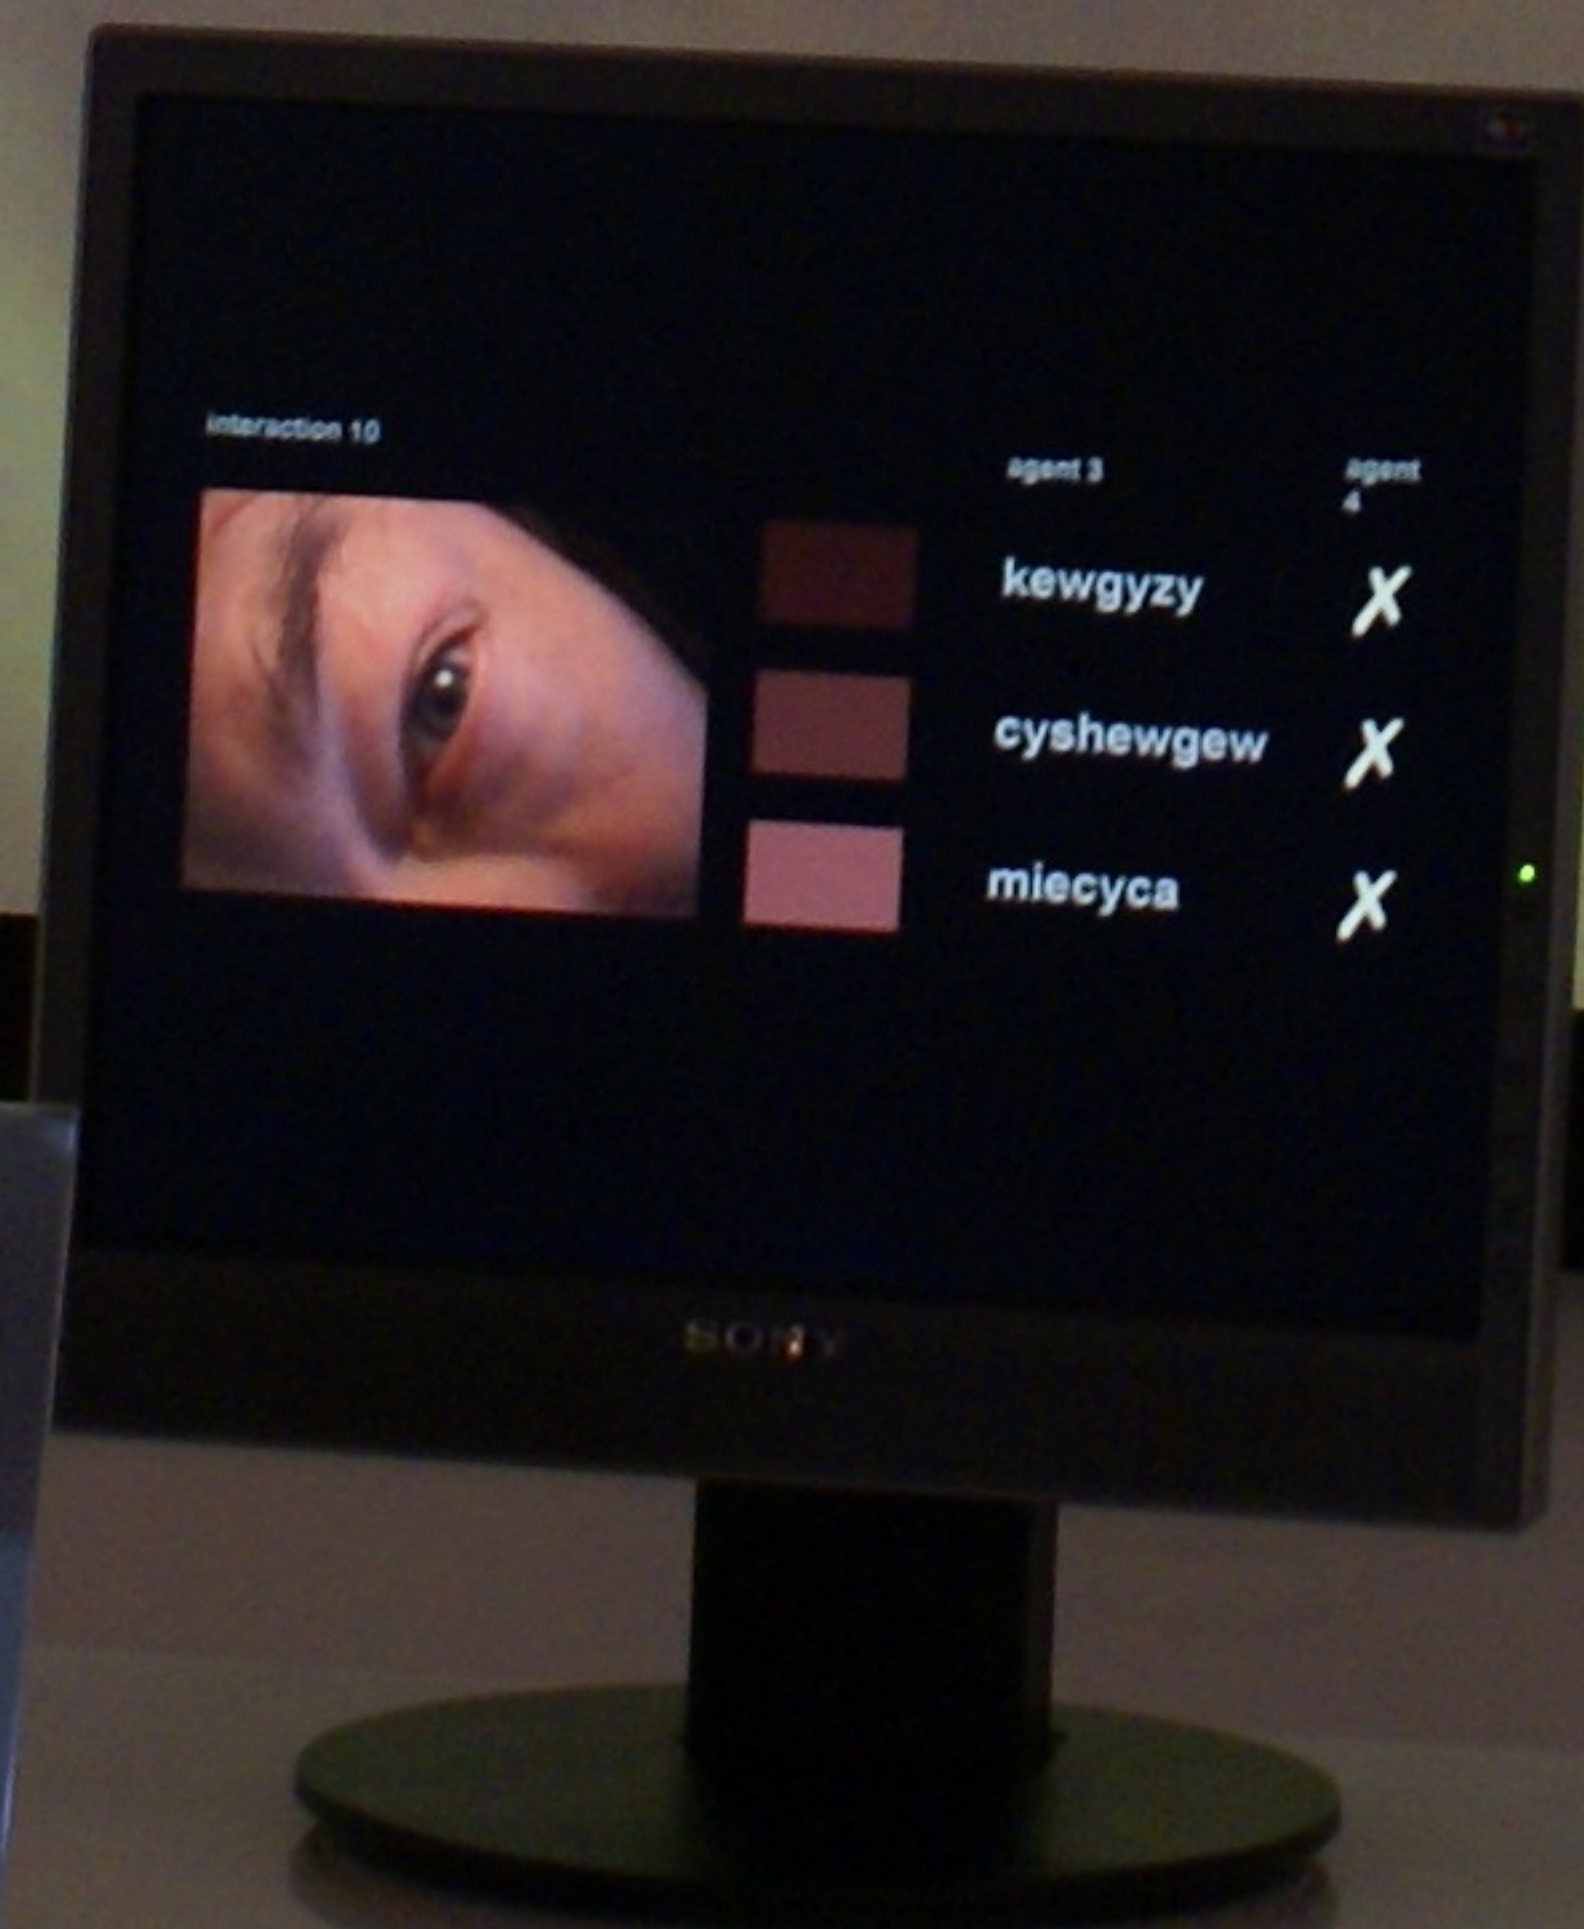 interaction 10
agent 3
agent
4
kewgyzy
X
cyshewgew
X
miecyca
X
SONY